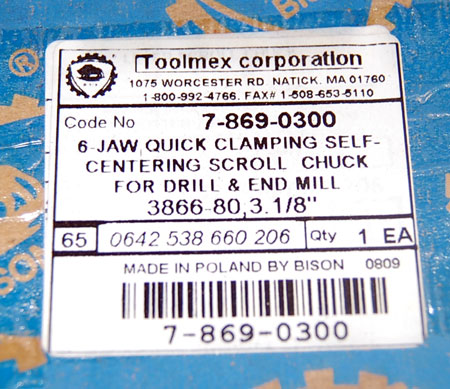 Toolmex corporation
1075 WORCESTER RD NATICK. MA 01760
1-800-992-4766. FAX# 1-508-653-5110
Code No 7-869-0300
6-JAW QUICK CLAMPING SELF-
CENTERING SCROLL CHUCK
FOR DRILL & END MILL
3866-80,3.1/8"
65 0642 538 660 206 Qty 1 EA
MADE IN POLAND BY BISON 0809
7-869-0300